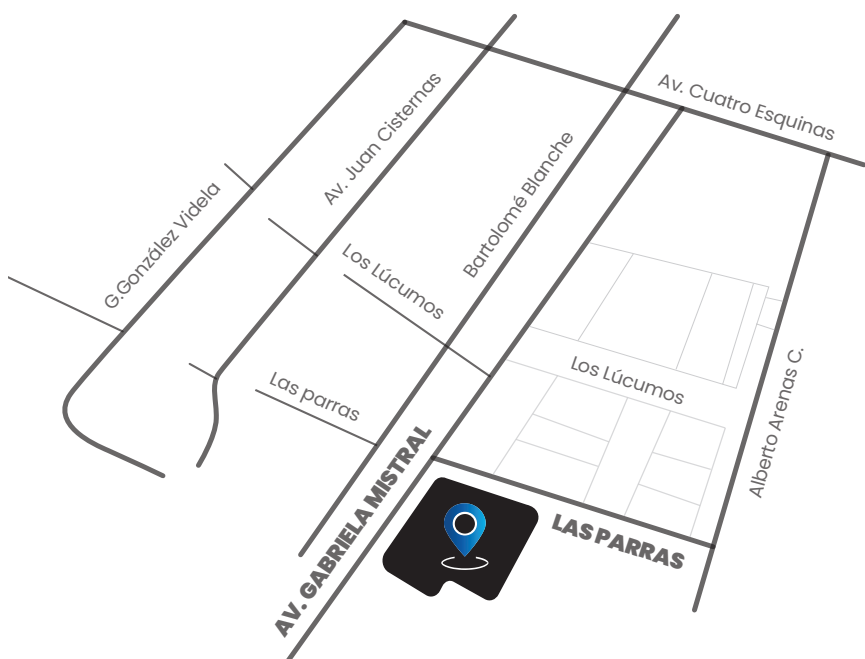 Av. Cuatro Esquinas
Av. Juan Cisternas
Bartolomé Blanche
G.González Videla
Los Lúcumos
Los Lúcumos
Alberto Arenas C.
Las parras
AV. GABRIELA MISTRAL
LAS PARRAS